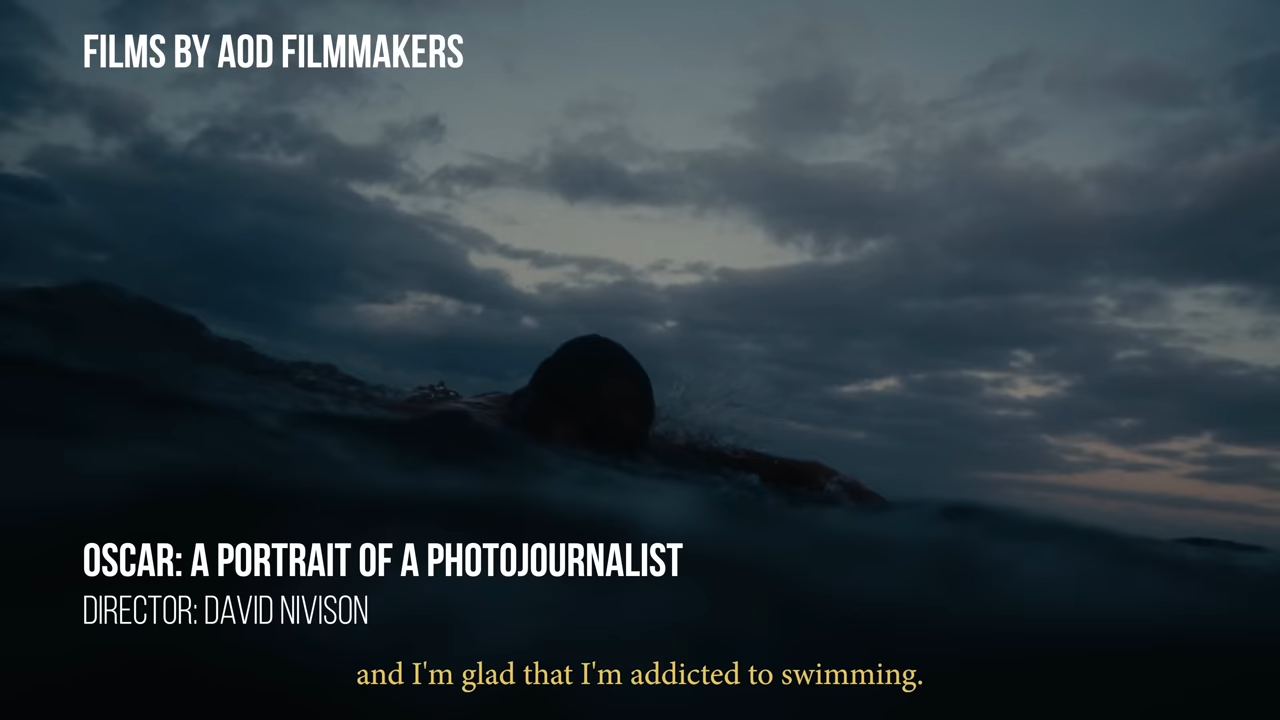 FILMS BY AOD FILMMAKERS
OSCAR: A PORTRAIT OF A PHOTOJOURNALIST
DIRECTOR: DAVID NIVISON
and I'm glad that I'm addicted to swimming.